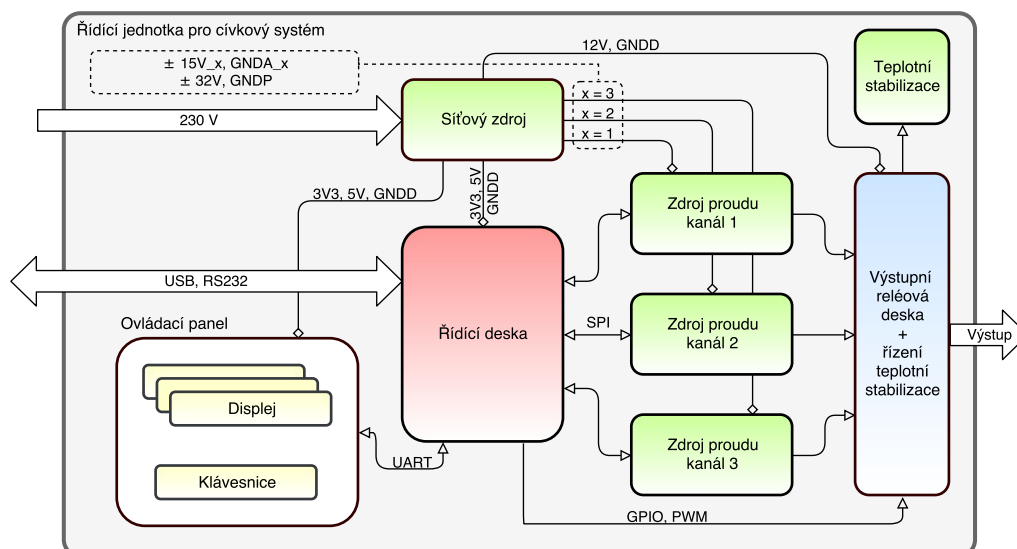 Řídící jednotka pro cívkový systém
± 15V_x, GNDA_x
± 32V, GNDP
12V, GNDD
Teplotní
stabilizace
230 V
Síťový zdroj
x = 3
x = 2
x = 1
3V3, 5V, GNDD
3V3, 5V
GNDD
Zdroj proudu
kanál 1
USB, RS232
Řídící deska
SPI
Zdroj proudu
kanál 2
Výstupní
reléová
deska
+
řízení
teplotní
stabilizace
Výstup
Ovládací panel
Displej
Klávesnice
UART
Zdroj proudu
kanál 3
GPIO, PWM